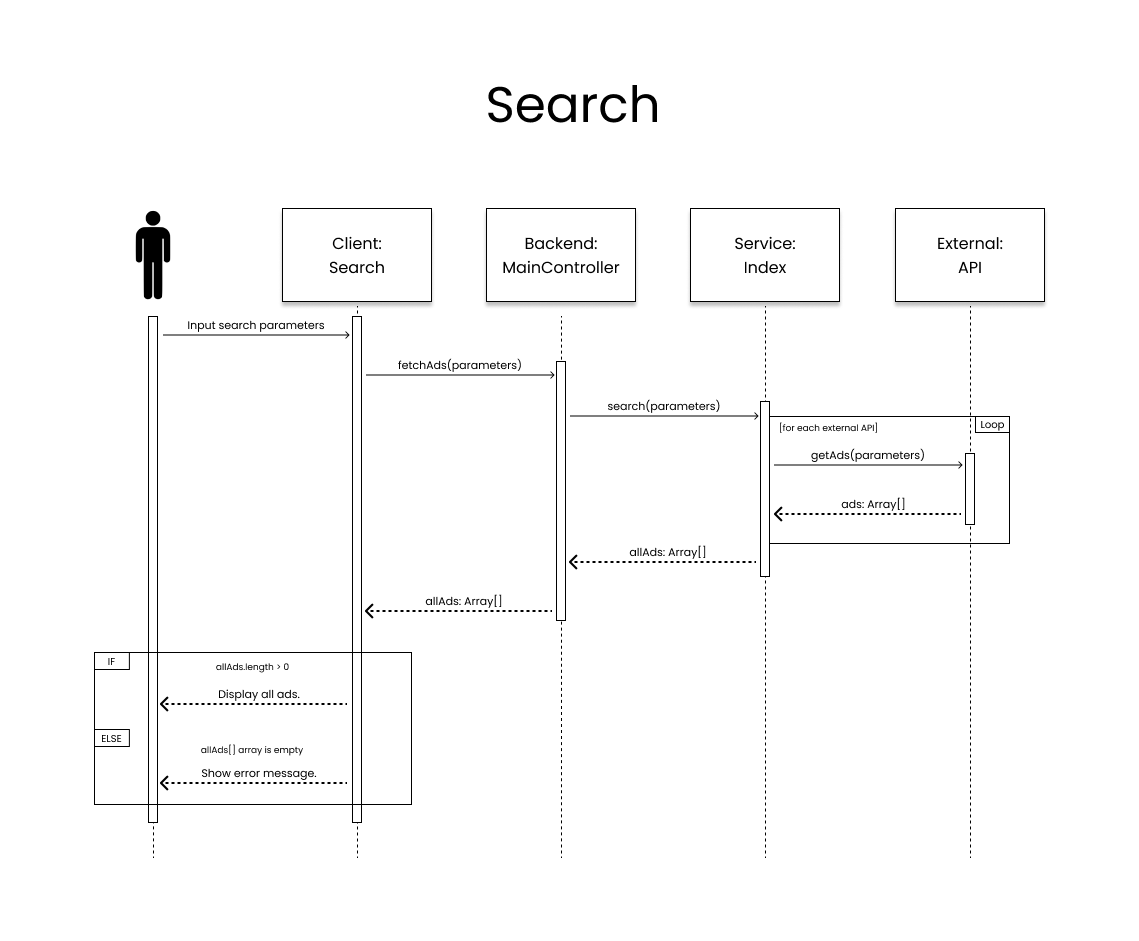 Search
Client:
Search
Backend:
MainController
Service:
Index
External:
API
Input search parameters
fetchAds(parameters)
search(parameters)
[for each external API]
Loop
getAds(parameters)
ads: Array[]
allAds: Array[]
allAds: Array[]
IF
allAds.length > 0
Display all ads.
ELSE
allAds[] array is empty
Show error message.